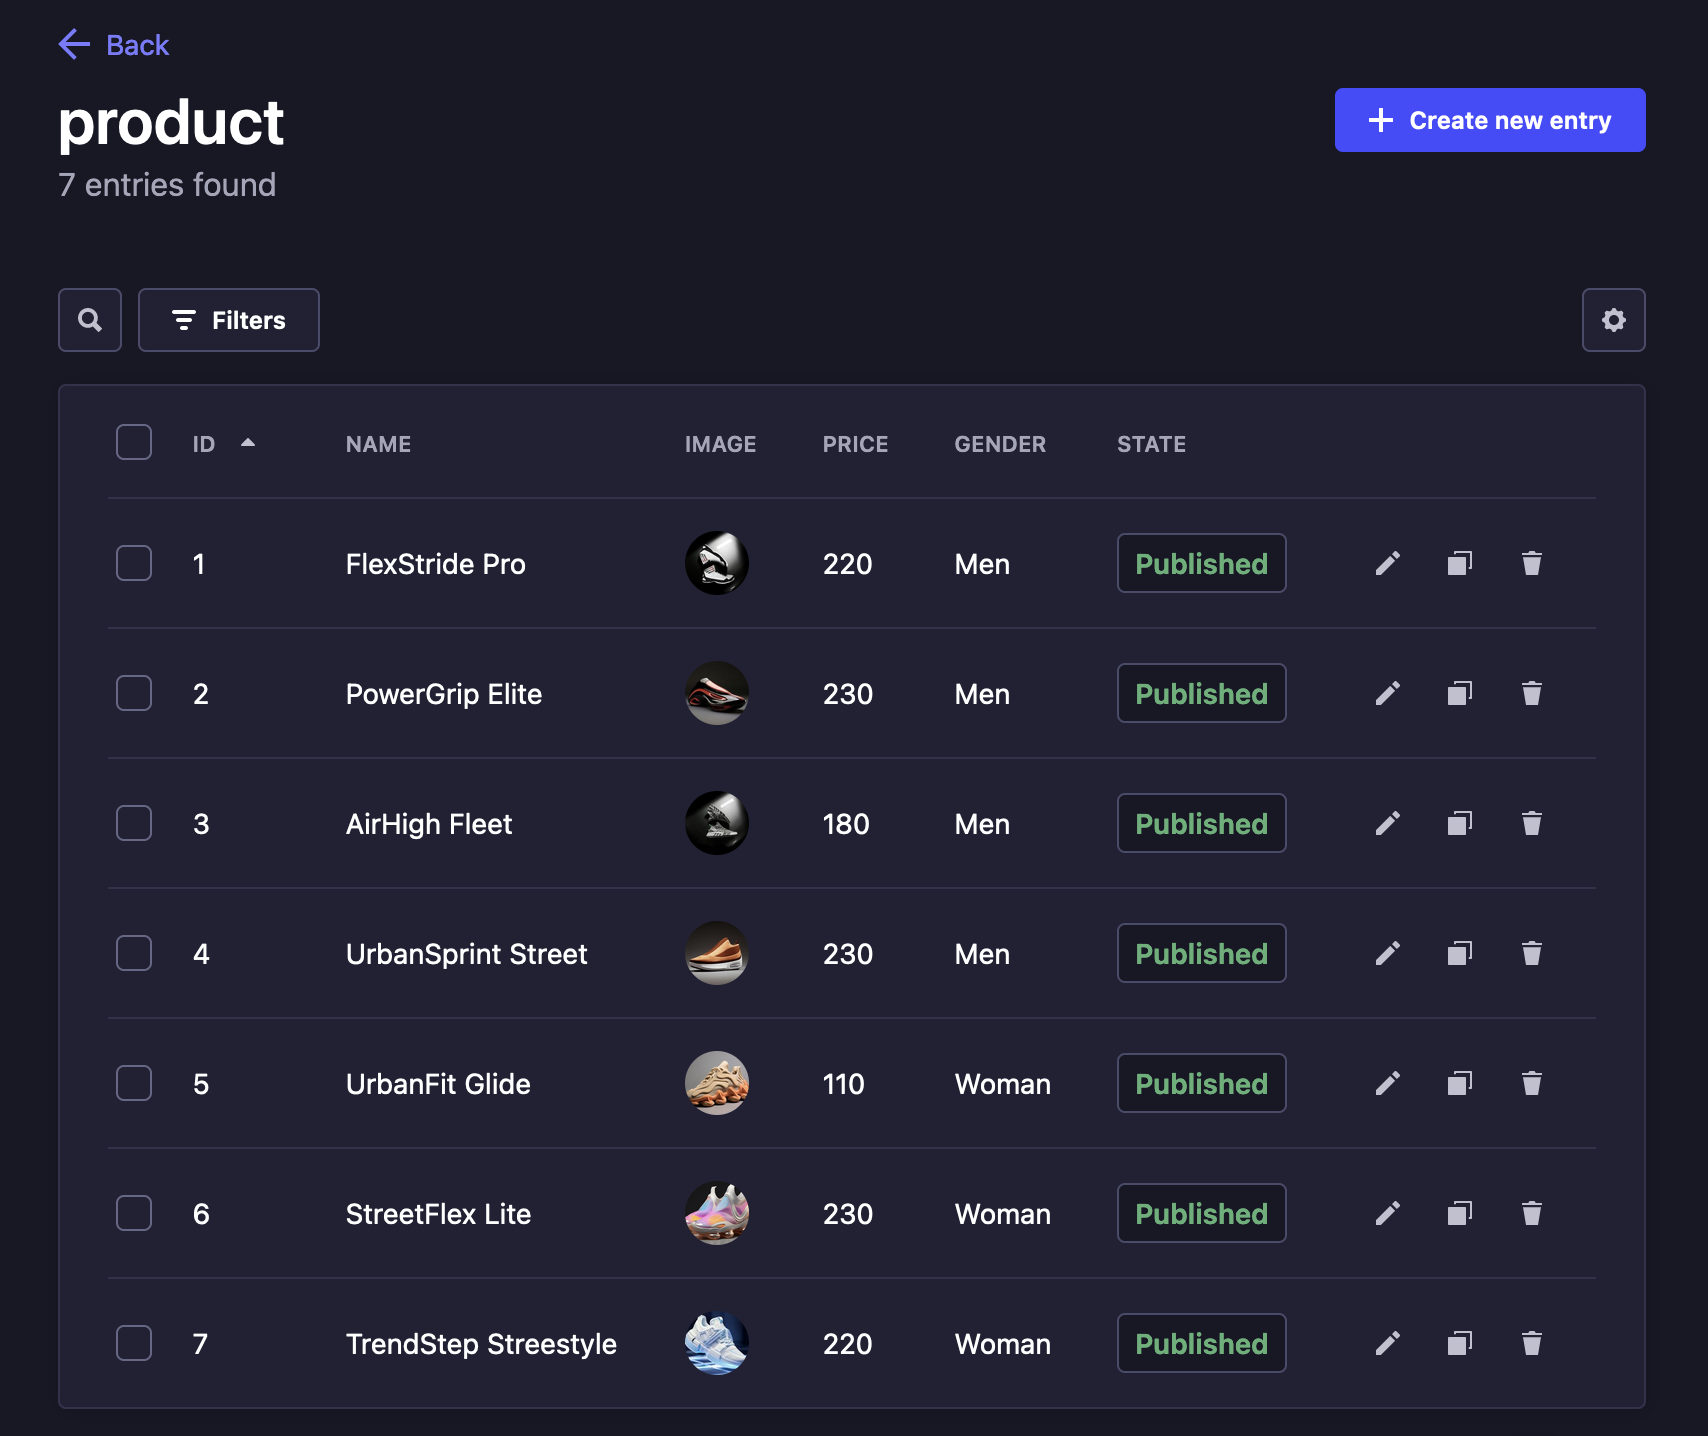 Back
product
Create new entry
7 entries found
Filters
ID NAME IMAGE PRICE GENDER STATE
1 FlexStride Pro 220 Men Published
2 PowerGrip Elite 230 Men Published
3 AirHigh Fleet 180 Men Published
4 UrbanSprint Street 230 Men Published
5 UrbanFit Glide 110 Woman Published
6 StreetFlex Lite 230 Woman Published
7 TrendStep Streestyle 220 Woman Published